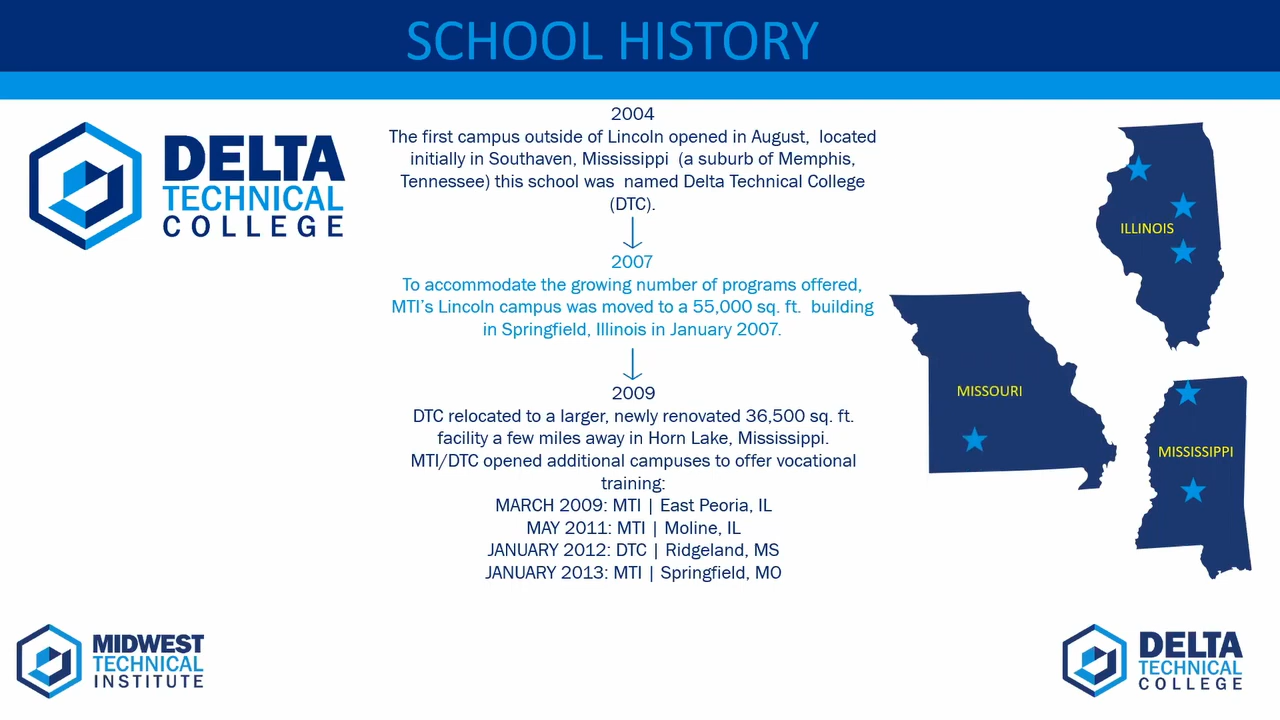 SCHOOL HISTORY
DELTA
TECHNICAL
COLLEGE
2004
The first campus outside of Lincoln opened in August, located
initially in Southaven, Mississippi (a suburb of Memphis,
Tennessee) this school was named Delta Technical College
(DTC).
2007
To accommodate the growing number of programs offered,
MTI's Lincoln campus was moved to a 55,000 sq. ft. building
in Springfield, Illinois in January 2007.
2009
DTC relocated to a larger, newly renovated 36,500 sq. ft.
facility a few miles away in Horn Lake, Mississippi.
MTI/DTC opened additional campuses to offer vocational
training:
MARCH 2009: MTI | East Peoria, IL
MAY 2011: MTI | Moline, IL
JANUARY 2012: DTC | Ridgeland, MS
JANUARY 2013: MTI | Springfield, MO
ILLINOIS
MISSOURI
MISSISSIPPI
MIDWEST
TECHNICAL
INSTITUTE
DELTA
TECHNICAL
COLLEGE